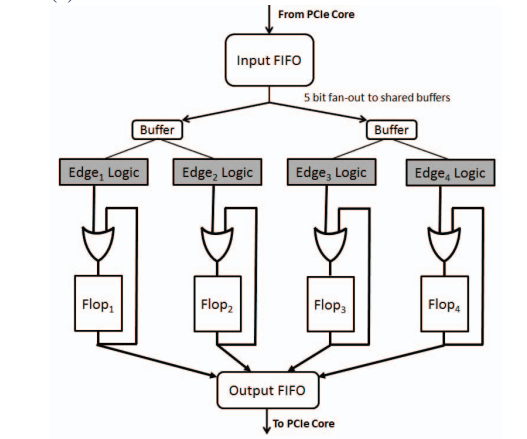 From PCIe Core
Input FIFO
5 bit fan-out to shared buffers
Buffer
Buffer
Edge₁ Logic
Edge₂ Logic
Edge₃ Logic
Edge₄ Logic
Flop₁
Flop₂
Flop₃
Flop₄
Output FIFO
To PCIe Core